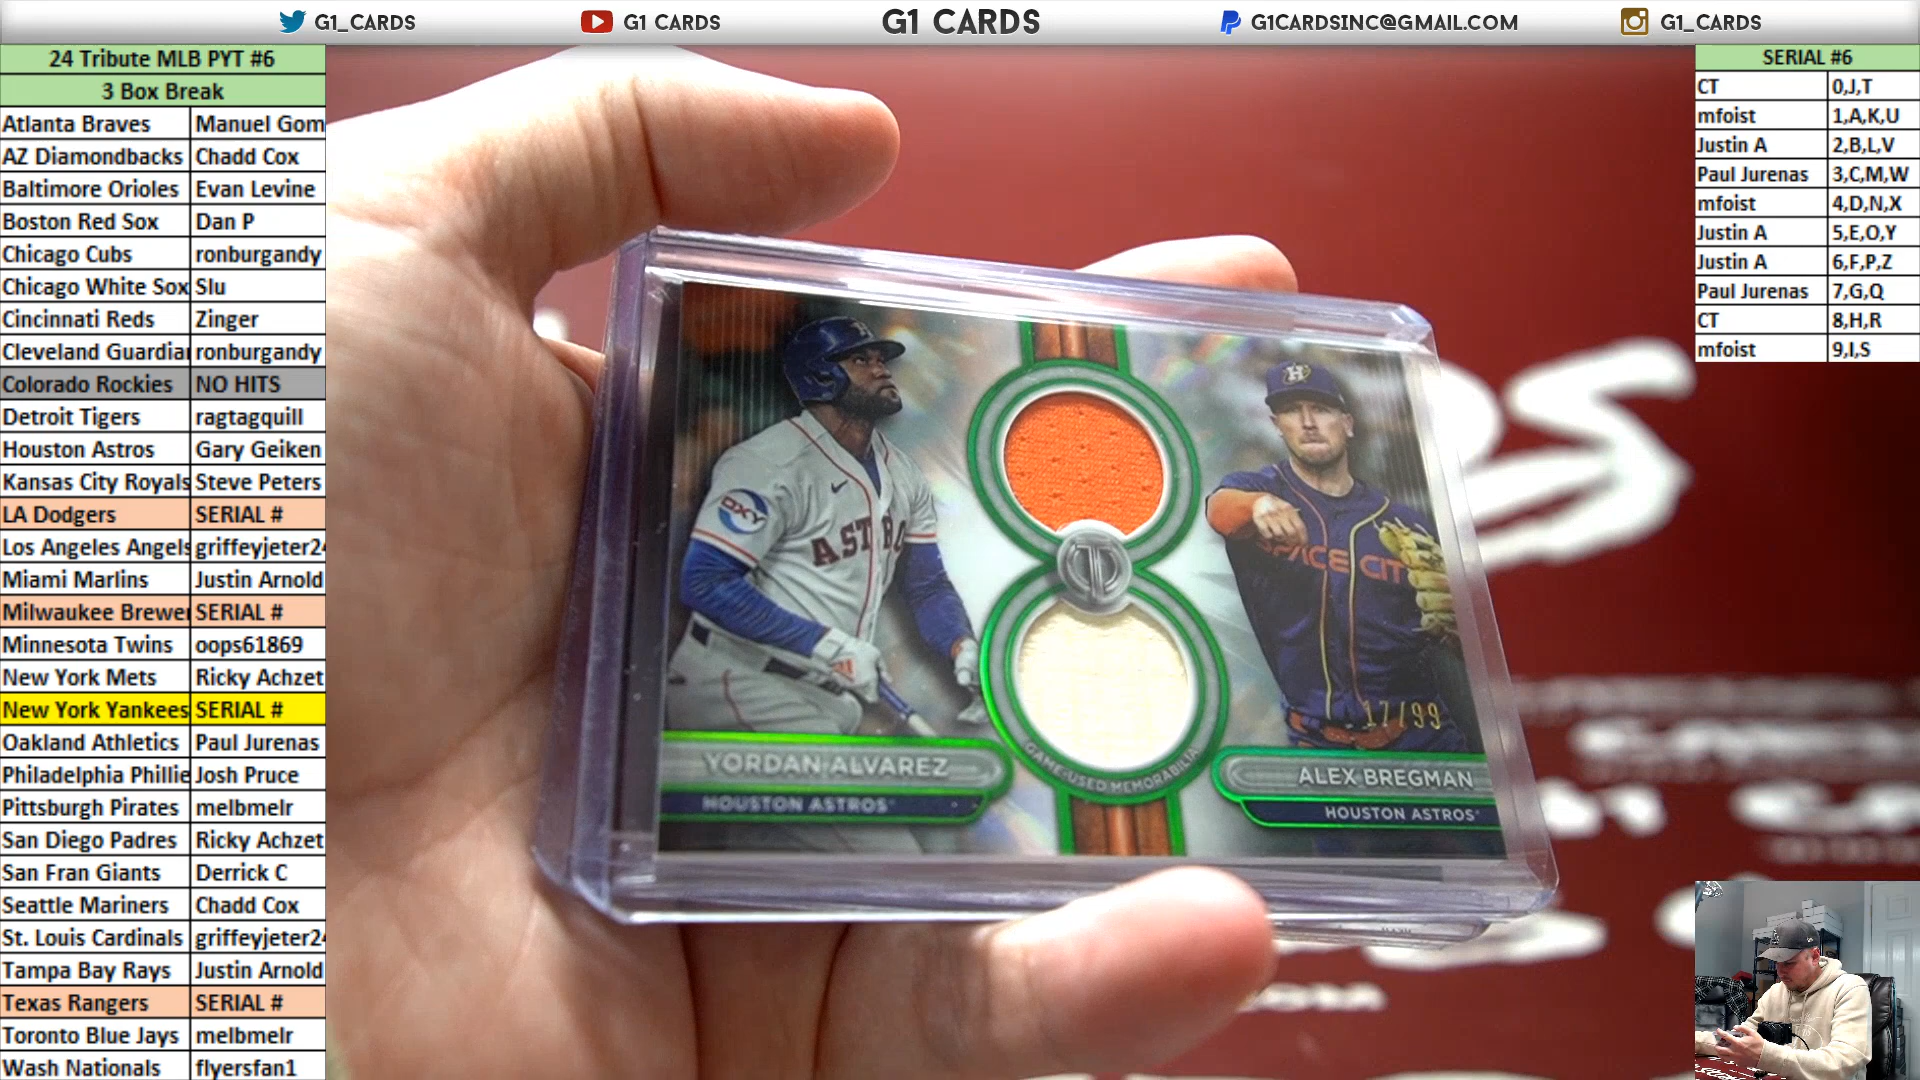 G1_CARDS
G1 CARDS
G1 CARDS
G1CARDSINC@GMAIL.COM
G1_CARDS
24 Tribute MLB PYT #6
3 Box Break
Atlanta Braves Manuel Gom
AZ Diamondbacks Chadd Cox
Baltimore Orioles Evan Levine
Boston Red Sox Dan P
Chicago Cubs ronburgandy
Chicago White Sox Slu
Cincinnati Reds Zinger
Cleveland Guardia ronburgandy
Colorado Rockies NO HITS
Detroit Tigers ragtagquill
Houston Astros Gary Geiken
Kansas City Royals Steve Peters
LA Dodgers SERIAL #
Los Angeles Angels griffeyjeter2
Miami Marlins Justin Arnold
Milwaukee Brewe SERIAL #
Minnesota Twins oops61869
New York Mets Ricky Achzet
New York Yankees SERIAL #
Oakland Athletics Paul Jurenas
Philadelphia Phillie Josh Pruce
Pittsburgh Pirates melbmelr
San Diego Padres Ricky Achzet
San Fran Giants Derrick C
Seattle Mariners Chadd Cox
St. Louis Cardinals griffeyjeter2
Tampa Bay Rays Justin Arnold
Texas Rangers SERIAL #
Toronto Blue Jays melbmelr
Wash Nationals flyersfan1
SERIAL #6
CT 0,J,T
mfoist 1,A,K,U
Justin A 2,B,L,V
Paul Jurenas 3,C,M,W
mfoist 4,D,N,X
Justin A 5,E,O,Y
Justin A 6,F,P,Z
Paul Jurenas 7,G,Q
CT 8,H,R
mfoist 9,I,S
H
OXY
ASTRO
H
SPACE CIT
17/99
GAME-USED MEMORABILIA
YORDAN ALVAREZ
HOUSTON ASTROS
ALEX BREGMAN
HOUSTON ASTROS